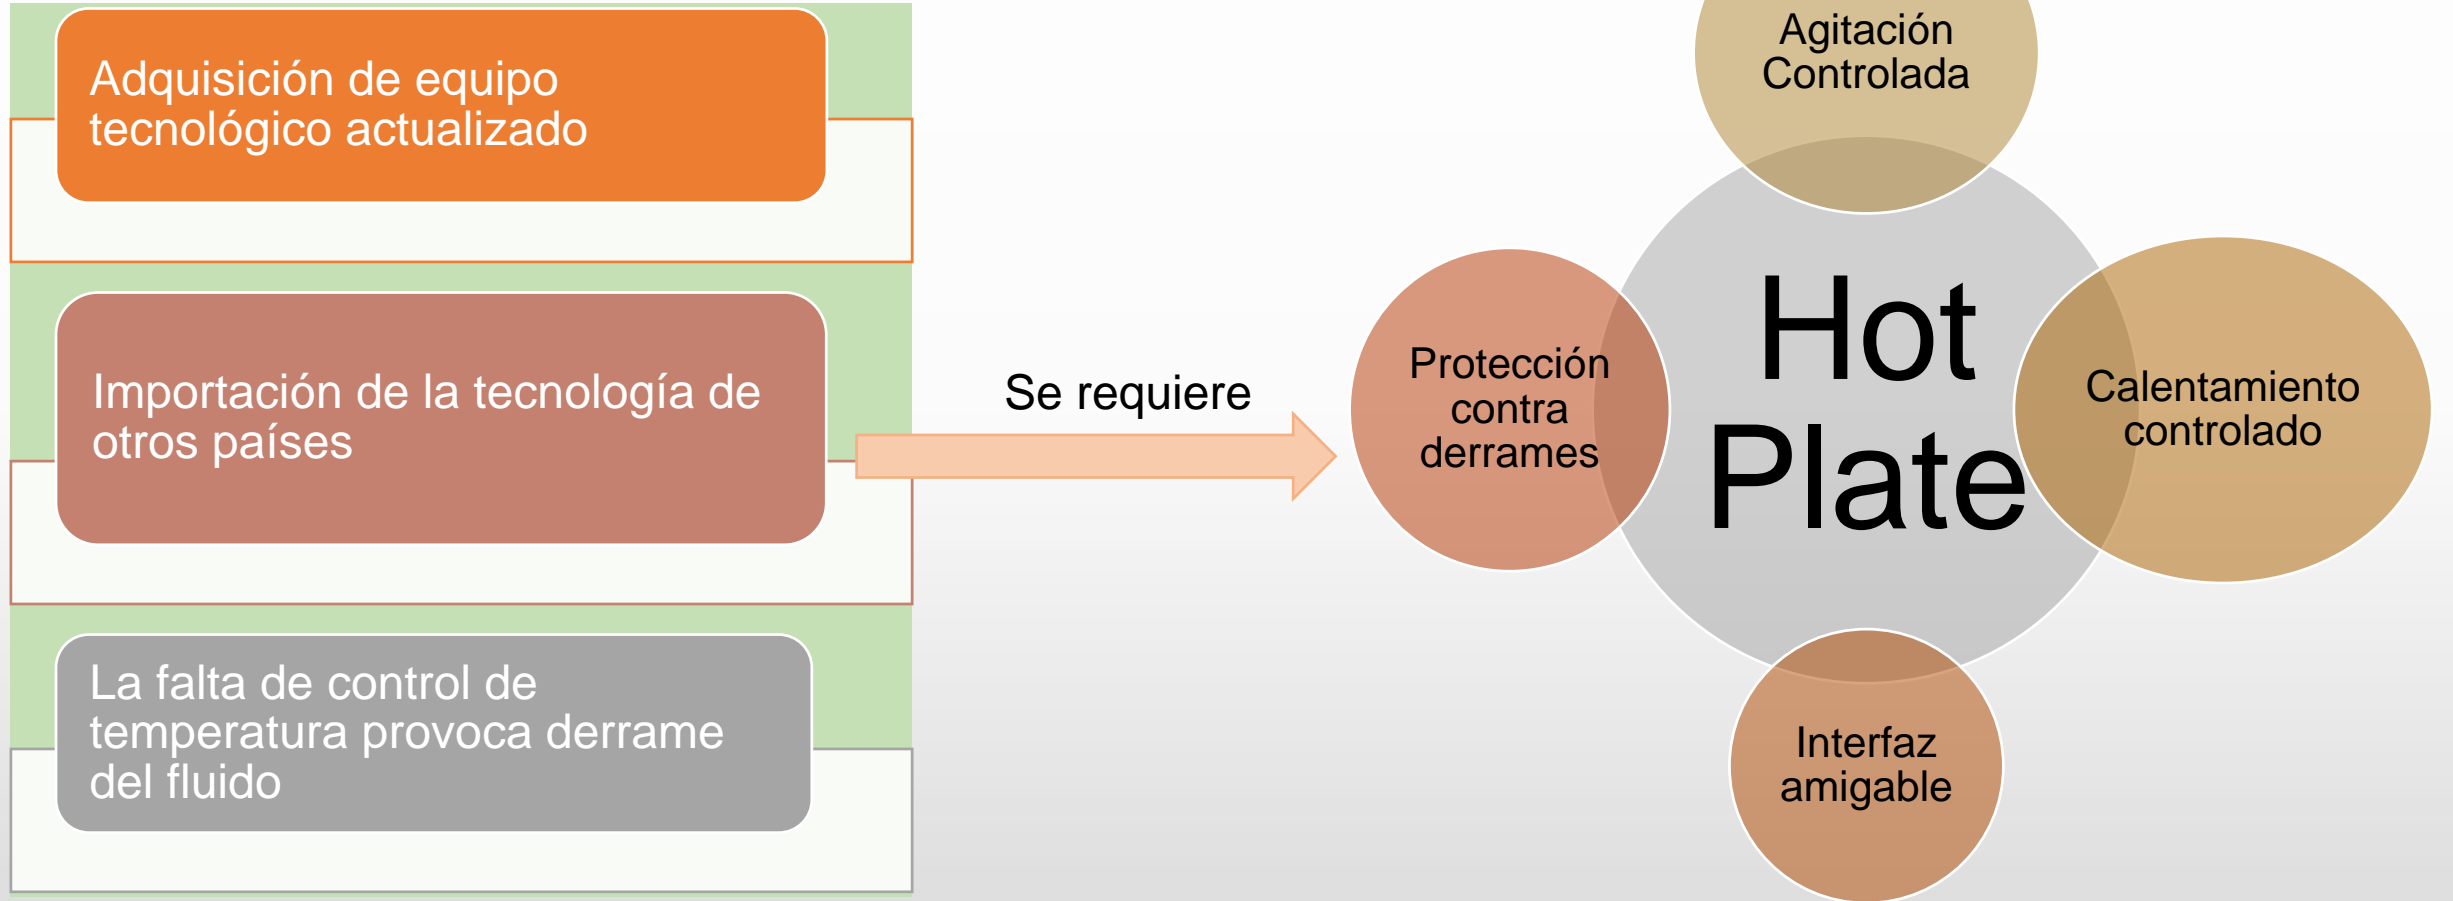 Adquisición de equipo
tecnológico actualizado
Importación de la tecnología de
otros países
La falta de control de
temperatura provoca derrame
del fluido
Se requiere
Agitación
Controlada
Protección
contra
derrames
Hot
Plate
Calentamiento
controlado
Interfaz
amigable